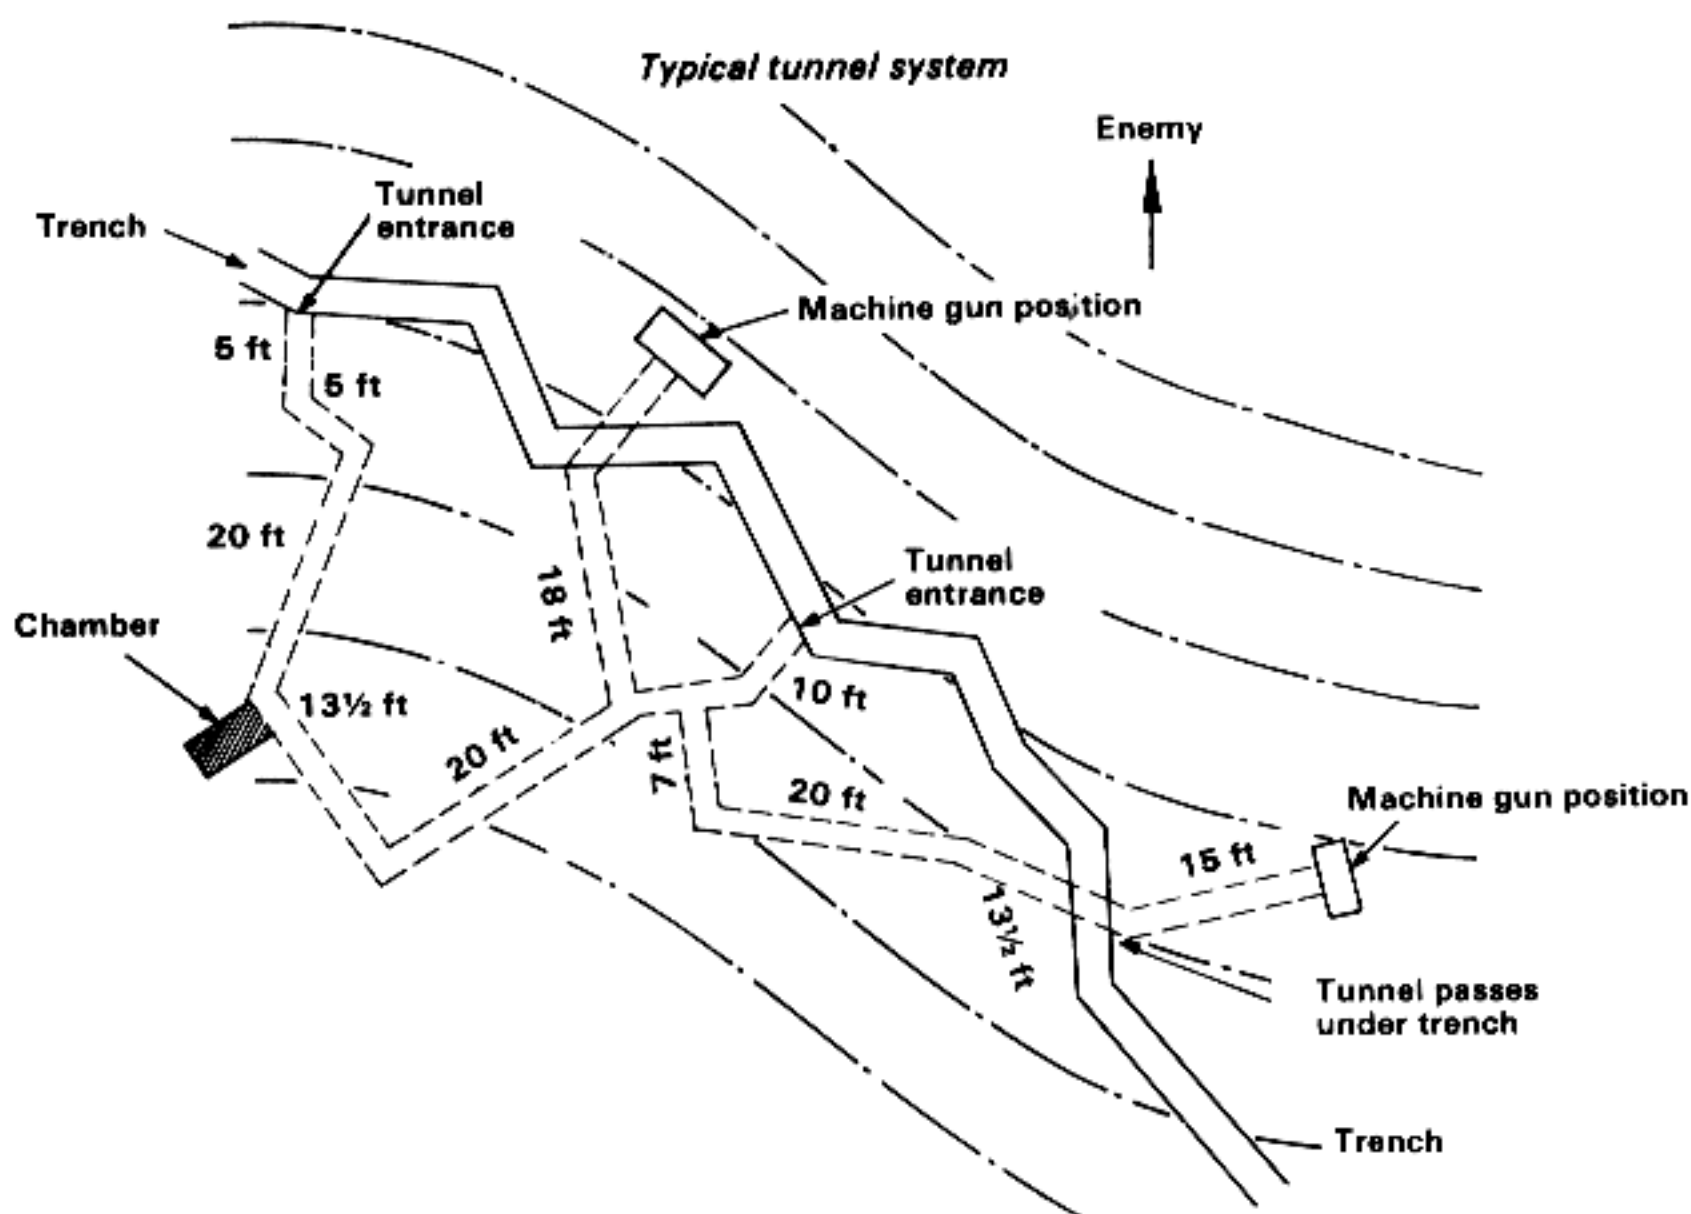 Typical tunnel system
Enemy
Tunnel
entrance
Trench
Machine gun position
5 ft
5 ft
20 ft
18 ft
Tunnel
entrance
Chamber
13½ ft
10 ft
20 ft
7 ft
20 ft
Machine gun position
15 ft
13½ ft
Tunnel passes
under trench
Trench